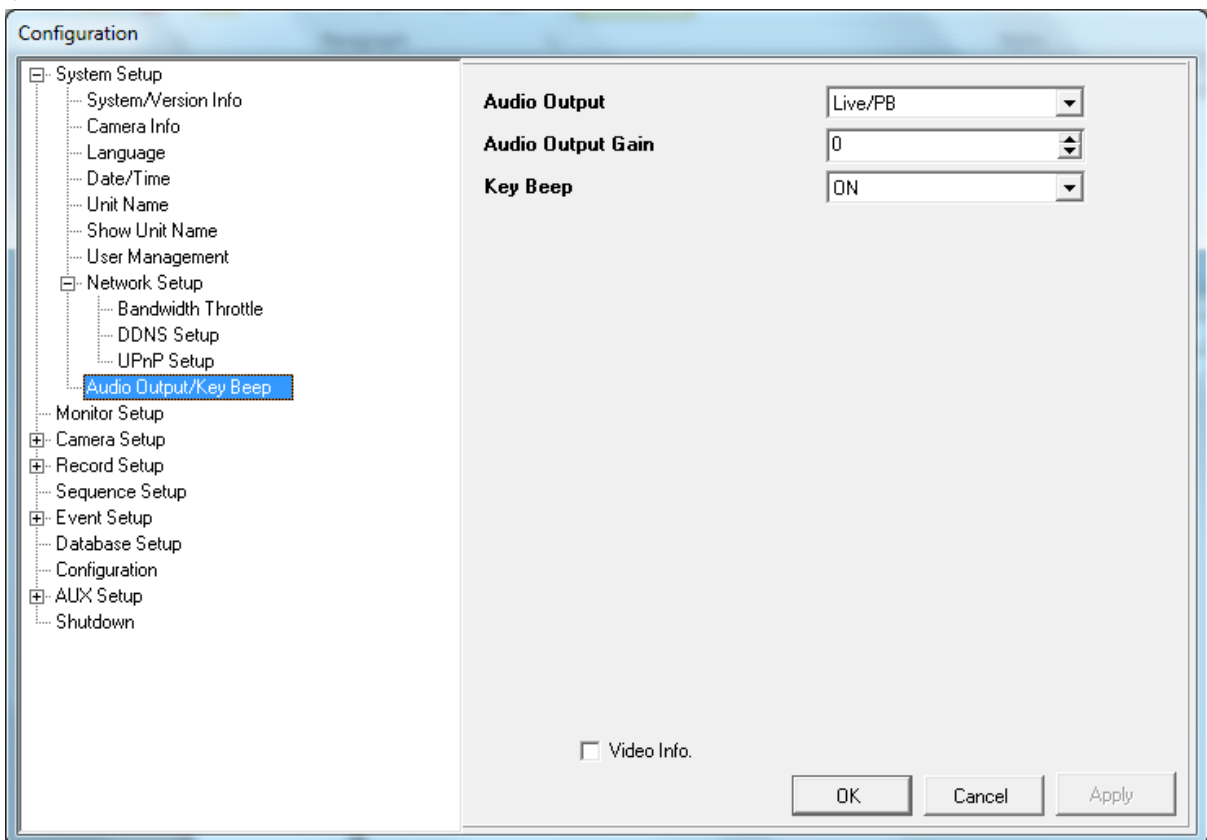 Configuration
System Setup
System/Version Info
Camera Info
Language
Date/Time
Unit Name
Show Unit Name
User Management
Network Setup
Bandwidth Throttle
DDNS Setup
UPnP Setup
Audio Output/Key Beep
Monitor Setup
Camera Setup
Record Setup
Sequence Setup
Event Setup
Database Setup
Configuration
AUX Setup
Shutdown
Audio Output Live/PB
Audio Output Gain 0
Key Beep ON
Video Info.
OK Cancel Apply